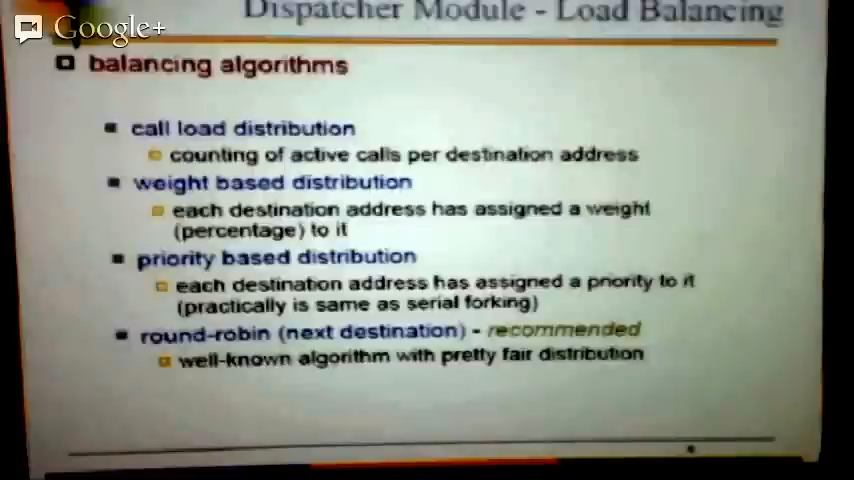 Dispatcher Module - Load Balancing
Google+
balancing algorithms
call load distribution
counting of active calls per destination address
weight based distribution
each destination address has assigned a weight
(percentage) to it
priority based distribution
each destination address has assigned a priority to it
(practically is same as serial forking)
round-robin (next destination) - recommended
well-known algorithm with pretty fair distribution